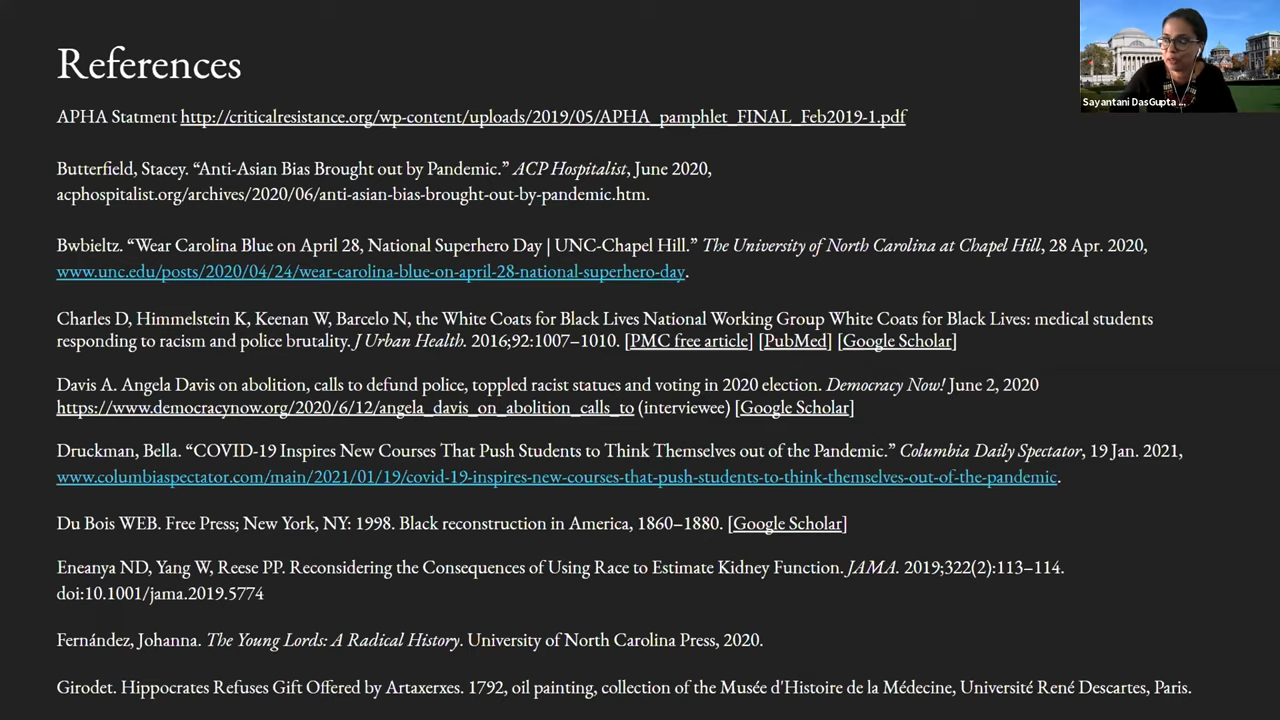 References
Sayantani DasGupta ...
APHA Statment http://criticalresistance.org/wp-content/uploads/2019/05/APHA_pamphlet_FINAL_Feb2019-1.pdf
Butterfield, Stacey. “Anti-Asian Bias Brought out by Pandemic.” ACP Hospitalist, June 2020,
acphospitalist.org/archives/2020/06/anti-asian-bias-brought-out-by-pandemic.htm.
Bwbieltz. “Wear Carolina Blue on April 28, National Superhero Day | UNC-Chapel Hill.” The University of North Carolina at Chapel Hill, 28 Apr. 2020,
www.unc.edu/posts/2020/04/24/wear-carolina-blue-on-april-28-national-superhero-day.
Charles D, Himmelstein K, Keenan W, Barcelo N, the White Coats for Black Lives National Working Group White Coats for Black Lives: medical students
responding to racism and police brutality. J Urban Health. 2016;92:1007–1010. [PMC free article] [PubMed] [Google Scholar]
Davis A. Angela Davis on abolition, calls to defund police, toppled racist statues and voting in 2020 election. Democracy Now! June 2, 2020
https://www.democracynow.org/2020/6/12/angela_davis_on_abolition_calls_to (interviewee) [Google Scholar]
Druckman, Bella. “COVID-19 Inspires New Courses That Push Students to Think Themselves out of the Pandemic.” Columbia Daily Spectator, 19 Jan. 2021,
www.columbiaspectator.com/main/2021/01/19/covid-19-inspires-new-courses-that-push-students-to-think-themselves-out-of-the-pandemic.
Du Bois WEB. Free Press; New York, NY: 1998. Black reconstruction in America, 1860–1880. [Google Scholar]
Eneanya ND, Yang W, Reese PP. Reconsidering the Consequences of Using Race to Estimate Kidney Function. JAMA. 2019;322(2):113–114.
doi:10.1001/jama.2019.5774
Fernández, Johanna. The Young Lords: A Radical History. University of North Carolina Press, 2020.
Girodet. Hippocrates Refuses Gift Offered by Artaxerxes. 1792, oil painting, collection of the Musée d'Histoire de la Médecine, Université René Descartes, Paris.